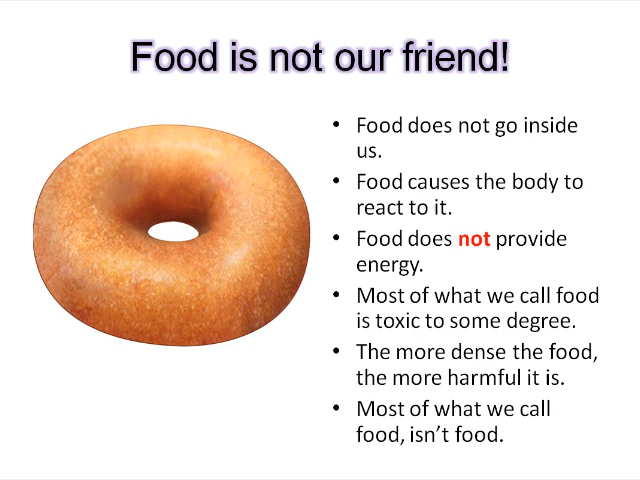 Food is not our friend!
• Food does not go inside
us.
• Food causes the body to
react to it.
• Food does not provide
energy.
• Most of what we call food
is toxic to some degree.
• The more dense the food,
the more harmful it is.
• Most of what we call
food, isn’t food.